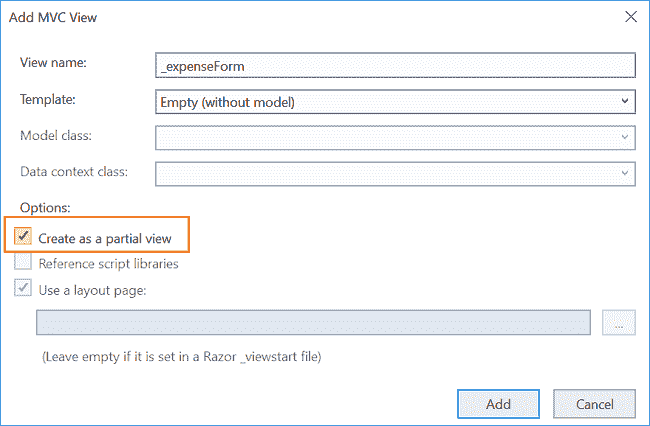 Add MVC View
View name: _expenseForm
Template: Empty (without model)
Model class:
Data context class:
Options:
Create as a partial view
Reference script libraries
Use a layout page:
...
(Leave empty if it is set in a Razor _viewstart file)
Add Cancel